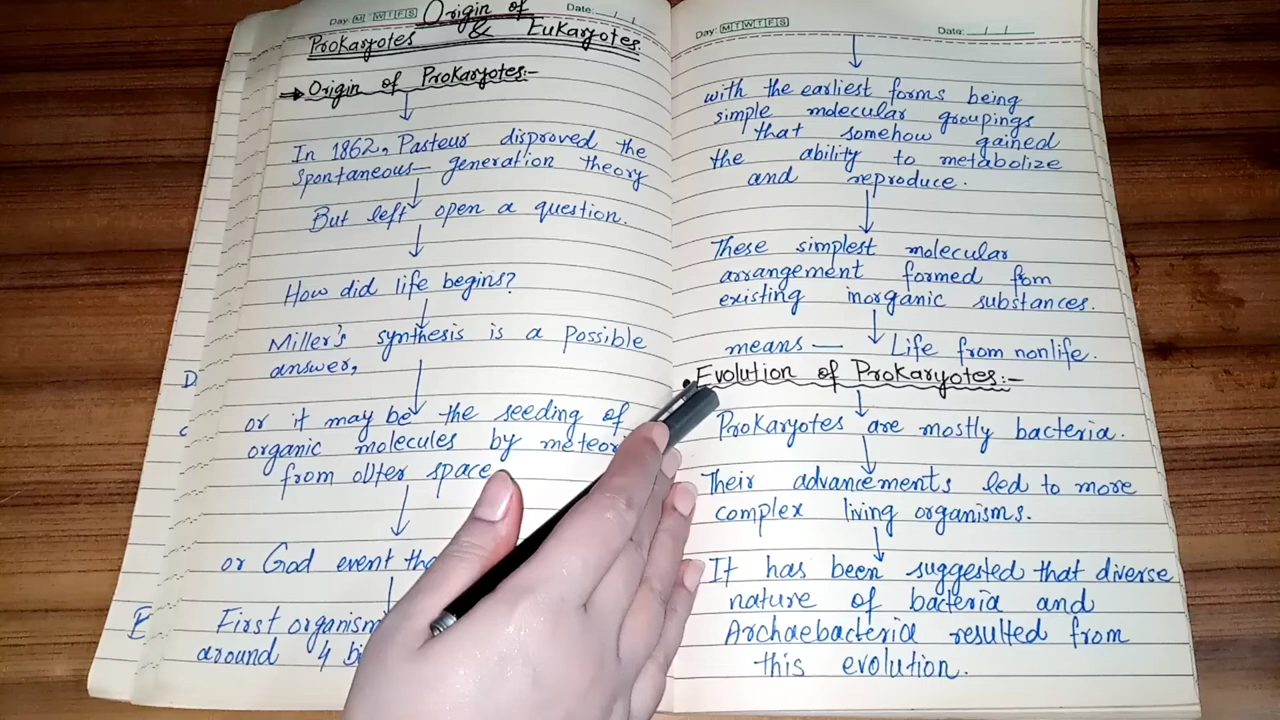 Day: M T W T F S
Date: / /
Origin of
Prokaryotes & Eukaryotes
Origin of Prokaryotes:-
In 1862, Pasteur disproved the
spontaneous- generation theory
But left open a question.
How did life begins?
Miller's synthesis is a possible
answer,
or it may be the seeding of
organic molecules by meteor
from outer space
or God event
First organism
around 4
D
c
E
Day: M T W T F S
Date: / /
with the earliest forms being
simple molecular groupings
that somehow gained
the ability to metabolize
and reproduce.
These simplest molecular
arrangement formed from
existing inorganic substances.
means — Life from nonlife.
• Evolution of Prokaryotes:-
Prokaryotes are mostly bacteria.
Their advancements led to more
complex living organisms.
It has been suggested that diverse
nature of bacteria and
Archaebacteria resulted from
this evolution.